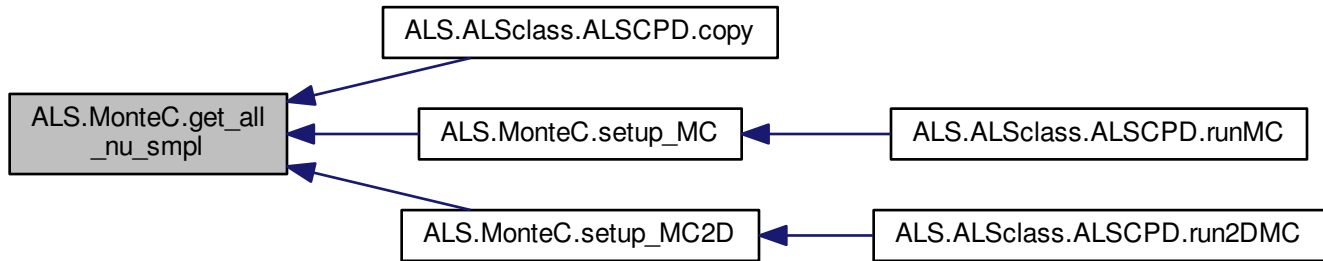 ALS.ALSclass.ALSCPD.copy
ALS.MonteC.get_all
_nu_smpl
ALS.MonteC.setup_MC
ALS.ALSclass.ALSCPD.runMC
ALS.MonteC.setup_MC2D
ALS.ALSclass.ALSCPD.run2DMC